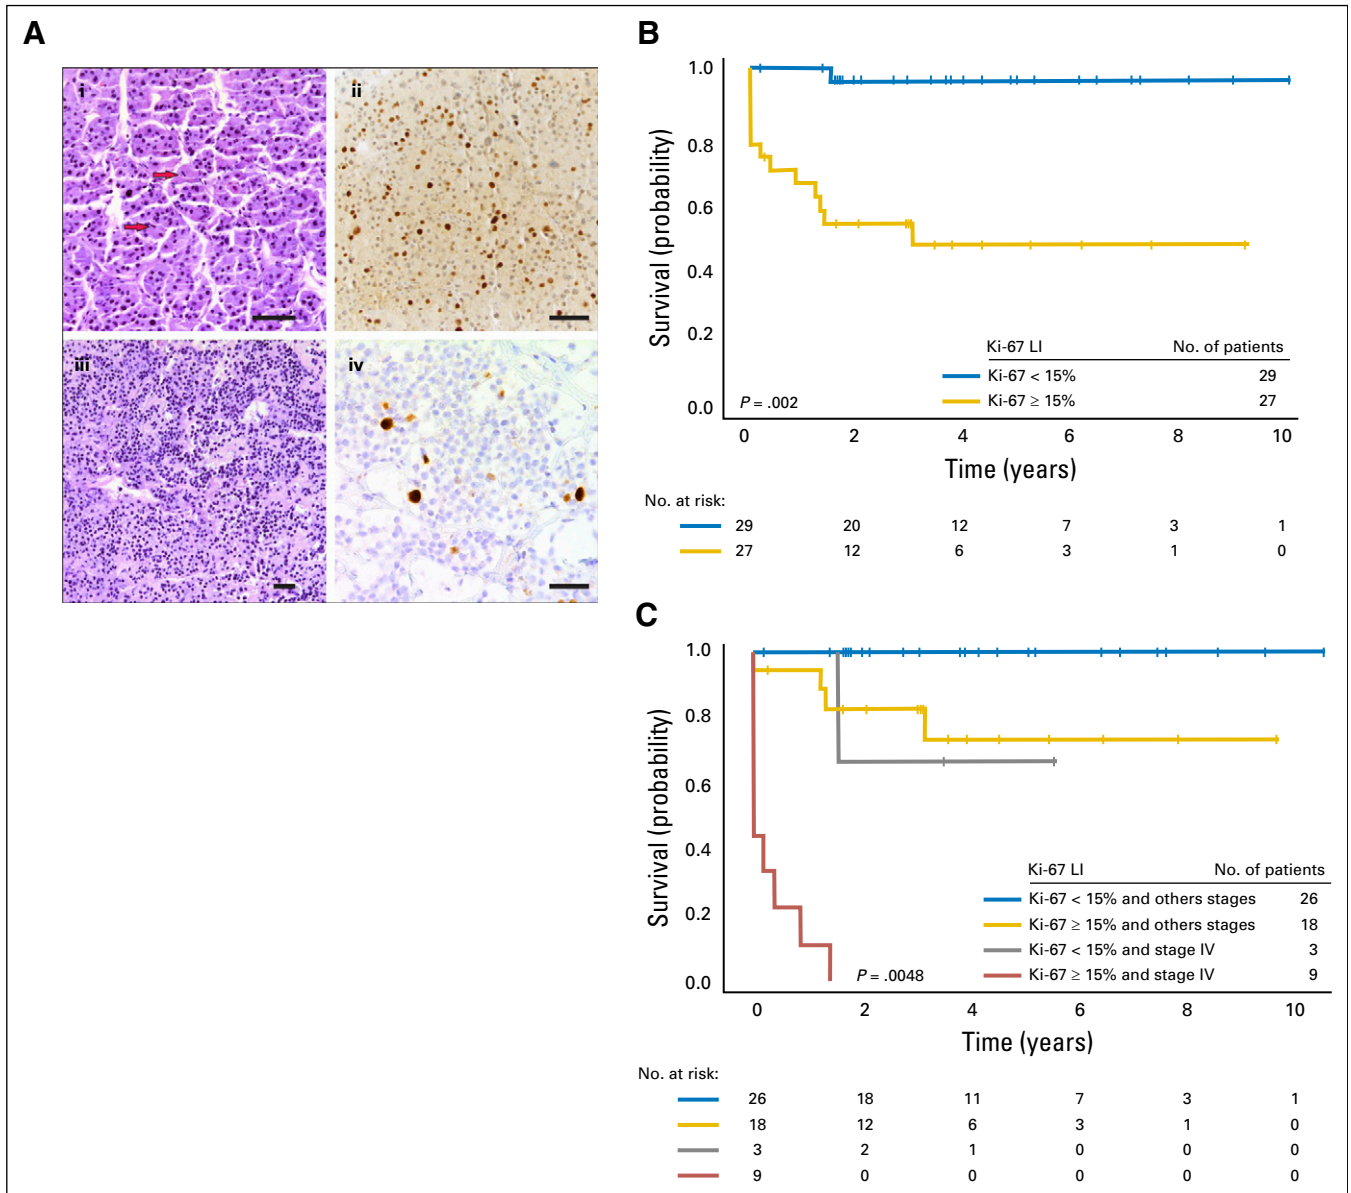 A
i
ii
iii
iv
B
Survival (probability)
1.0
0.8
0.6
0.4
0.2
0.0
Ki-67 LI No. of patients
Ki-67 < 15% 29
Ki-67 ≥ 15% 27
P = .002
0 2 4 6 8 10
Time (years)
No. at risk:
29 20 12 7 3 1
27 12 6 3 1 0
C
Survival (probability)
1.0
0.8
0.6
0.4
0.2
0.0
Ki-67 LI No. of patients
Ki-67 < 15% and others stages 26
Ki-67 ≥ 15% and others stages 18
Ki-67 < 15% and stage IV 3
Ki-67 ≥ 15% and stage IV 9
P = .0048
0 2 4 6 8 10
Time (years)
No. at risk:
26 18 11 7 3 1
18 12 6 3 1 0
3 2 1 0 0 0
9 0 0 0 0 0